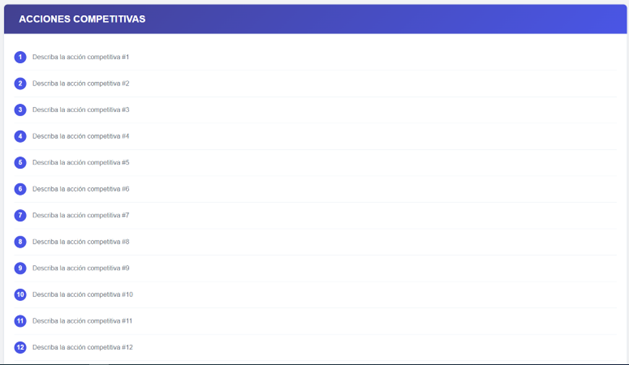 ACCIONES COMPETITIVAS
1 Describa la acción competitiva #1
2 Describa la acción competitiva #2
3 Describa la acción competitiva #3
4 Describa la acción competitiva #4
5 Describa la acción competitiva #5
6 Describa la acción competitiva #6
7 Describa la acción competitiva #7
8 Describa la acción competitiva #8
9 Describa la acción competitiva #9
10 Describa la acción competitiva #10
11 Describa la acción competitiva #11
12 Describa la acción competitiva #12